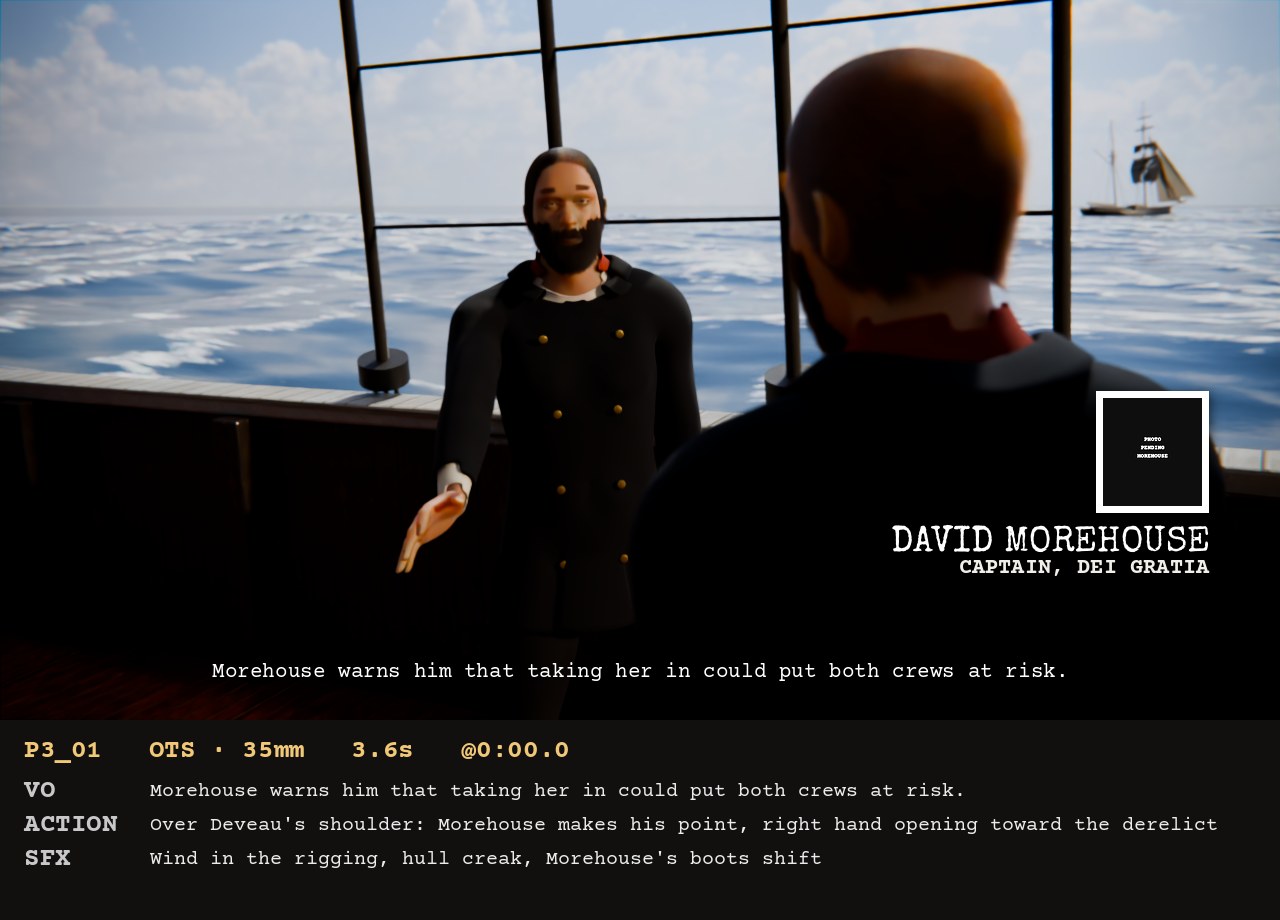 PHOTO
PENDING
MOREHOUSE
DAVID MOREHOUSE
CAPTAIN, DEI GRATIA
Morehouse warns him that taking her in could put both crews at risk.
P3_01 OTS · 35mm 3.6s @0:00.0
VO Morehouse warns him that taking her in could put both crews at risk.
ACTION Over Deveau's shoulder: Morehouse makes his point, right hand opening toward the derelict
SFX Wind in the rigging, hull creak, Morehouse's boots shift